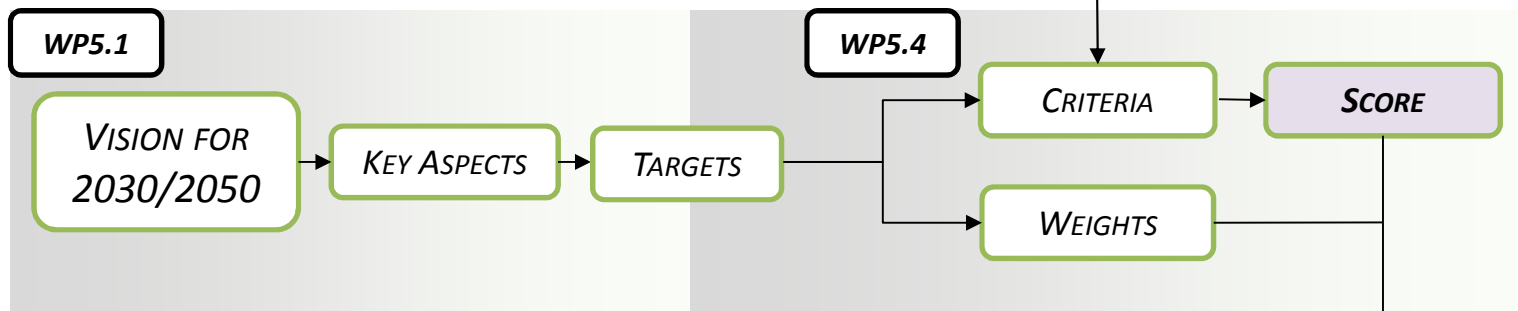 WP5.1
WP5.4
VISION FOR
2030/2050
KEY ASPECTS
TARGETS
CRITERIA
SCORE
WEIGHTS